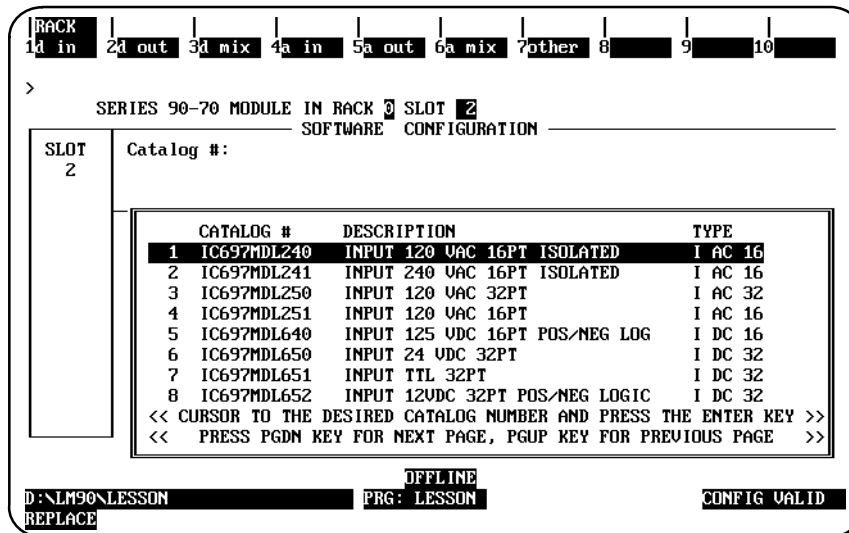 RACK
1d in 2d out 3d mix 4a in 5a out 6a mix 7other 8 9 10
>
SERIES 90-70 MODULE IN RACK 0 SLOT 2
SOFTWARE CONFIGURATION
SLOT Catalog #:
2
CATALOG # DESCRIPTION TYPE
1 IC697MDL240 INPUT 120 VAC 16PT ISOLATED I AC 16
2 IC697MDL241 INPUT 240 VAC 16PT ISOLATED I AC 16
3 IC697MDL250 INPUT 120 VAC 32PT I AC 32
4 IC697MDL251 INPUT 120 VAC 16PT I AC 16
5 IC697MDL640 INPUT 125 VDC 16PT POS/NEG LOG I DC 16
6 IC697MDL650 INPUT 24 VDC 32PT I DC 32
7 IC697MDL651 INPUT TTL 32PT I DC 32
8 IC697MDL652 INPUT 12VDC 32PT POS/NEG LOGIC I DC 32
<< CURSOR TO THE DESIRED CATALOG NUMBER AND PRESS THE ENTER KEY >>
<< PRESS PGDN KEY FOR NEXT PAGE, PGUP KEY FOR PREVIOUS PAGE >>
OFFLINE
D:\LM90\LESSON PRG: LESSON CONFIG VALID
REPLACE